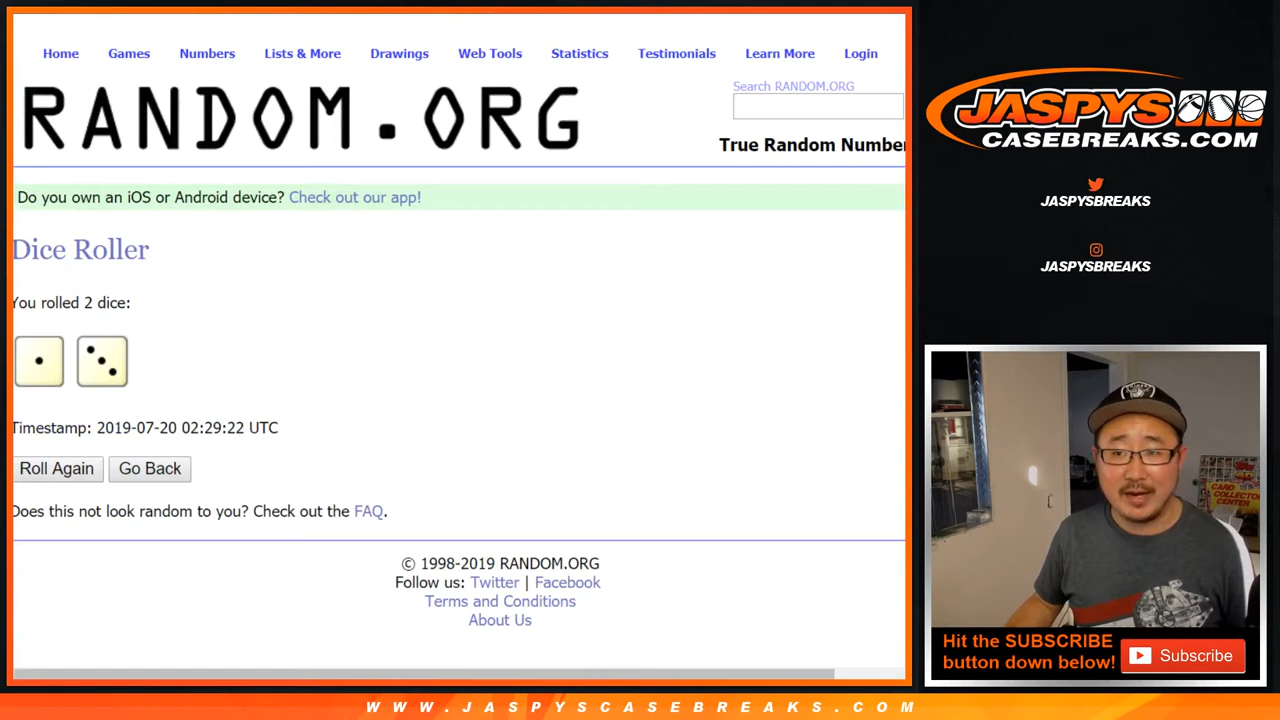 Home Games Numbers Lists & More Drawings Web Tools Statistics Testimonials Learn More Login
RANDOM.ORG
Search RANDOM.ORG
True Random Number
Do you own an iOS or Android device? Check out our app!
Dice Roller
You rolled 2 dice:
Timestamp: 2019-07-20 02:29:22 UTC
Roll Again Go Back
Does this not look random to you? Check out the FAQ.
© 1998-2019 RANDOM.ORG
Follow us: Twitter | Facebook
Terms and Conditions
About Us
JASPYS
CASEBREAKS.COM
JASPYSBREAKS
JASPYSBREAKS
Topps
CARD
COLLECTOR
CENTER
Hit the SUBSCRIBE
button down below!
Subscribe
WWW.JASPYSCASEBREAKS.COM